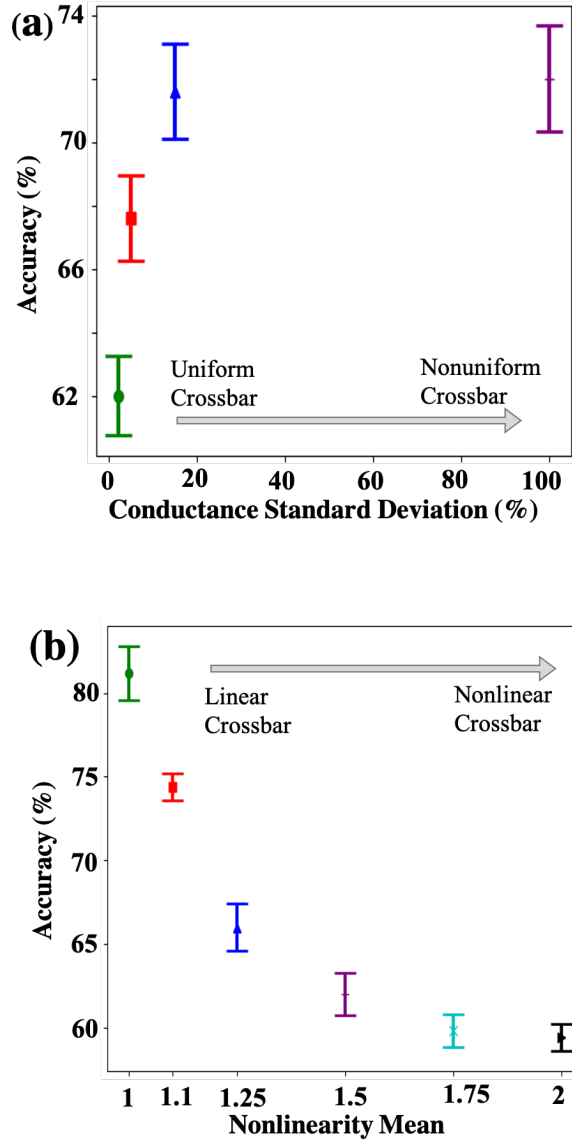 (a)
74
70
66
62
Accuracy (%)
Uniform
Crossbar
Nonuniform
Crossbar
0 20 40 60 80 100
Conductance Standard Deviation (%)
(b)
80
75
70
65
60
Accuracy (%)
Linear
Crossbar
Nonlinear
Crossbar
1 1.1 1.25 1.5 1.75 2
Nonlinearity Mean